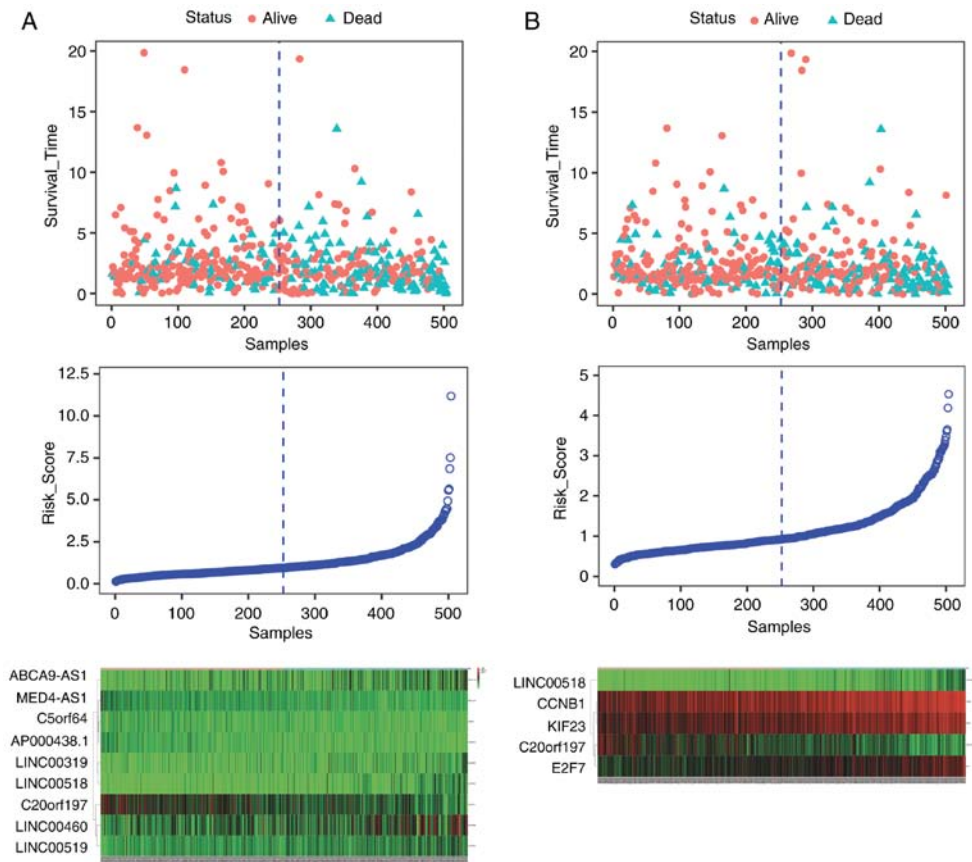 A
Status Alive Dead
Survival_Time
20
15
10
5
0
0 100 200 300 400 500
Samples
Risk_Score
12.5
10.0
7.5
5.0
2.5
0.0
0 100 200 300 400 500
Samples
ABCA9-AS1
MED4-AS1
C5orf64
AP000438.1
LINC00319
LINC00518
C20orf197
LINC00460
LINC00519
B
Status Alive Dead
Survival_Time
20
15
10
5
0
0 100 200 300 400 500
Samples
Risk_Score
5
4
3
2
1
0
0 100 200 300 400 500
Samples
LINC00518
CCNB1
KIF23
C20orf197
E2F7